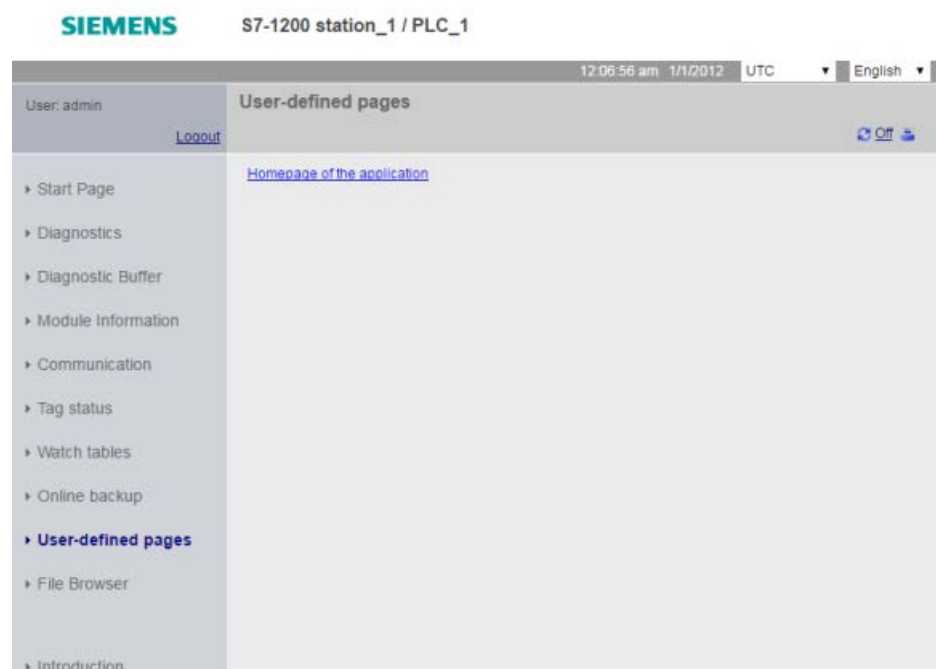 SIEMENS
S7-1200 station_1 / PLC_1
12:06:56 am 1/1/2012 UTC English
User: admin
Logout
User-defined pages
Off
Homepage of the application
Start Page
Diagnostics
Diagnostic Buffer
Module Information
Communication
Tag status
Watch tables
Online backup
User-defined pages
File Browser
Introduction